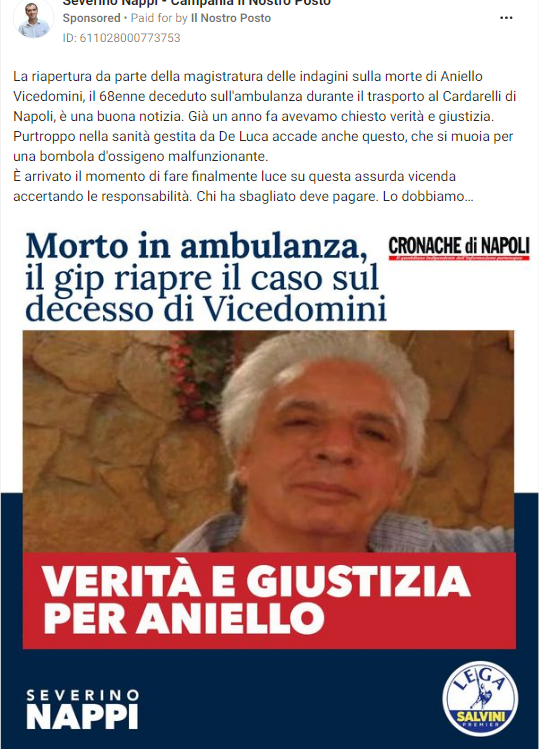 Severino Nappi - Campania Il Nostro Posto
Sponsored • Paid for by Il Nostro Posto
ID: 611028000773753
La riapertura da parte della magistratura delle indagini sulla morte di Aniello
Vicedomini, il 68enne deceduto sull'ambulanza durante il trasporto al Cardarelli di
Napoli, è una buona notizia. Già un anno fa avevamo chiesto verità e giustizia.
Purtroppo nella sanità gestita da De Luca accade anche questo, che si muoia per
una bombola d'ossigeno malfunzionante.
È arrivato il momento di fare finalmente luce su questa assurda vicenda
accertando le responsabilità. Chi ha sbagliato deve pagare. Lo dobbiamo...
Morto in ambulanza,
il gip riapre il caso sul
decesso di Vicedomini
CRONACHE di NAPOLI
Il quotidiano indipendente dell'informazione partenopea
VERITÀ E GIUSTIZIA
PER ANIELLO
SEVERINO
NAPPI
LEGA
SALVINI
PREMIER